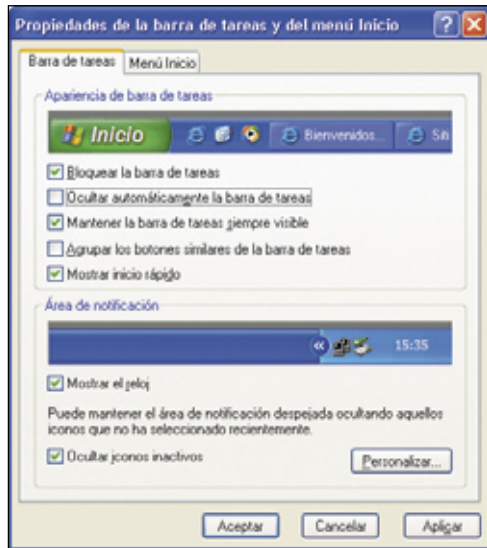 Propiedades de la barra de tareas y del menú Inicio
Barra de tareas
Menú Inicio
Apariencia de barra de tareas
Inicio
Bienvenidos...
Sit
Bloquear la barra de tareas
Ocultar automáticamente la barra de tareas
Mantener la barra de tareas siempre visible
Agrupar los botones similares de la barra de tareas
Mostrar inicio rápido
Área de notificación
15:35
Mostrar el reloj
Puede mantener el área de notificación despejada ocultando aquellos
iconos que no ha seleccionado recientemente.
Ocultar iconos inactivos
Personalizar...
Aceptar
Cancelar
Aplicar